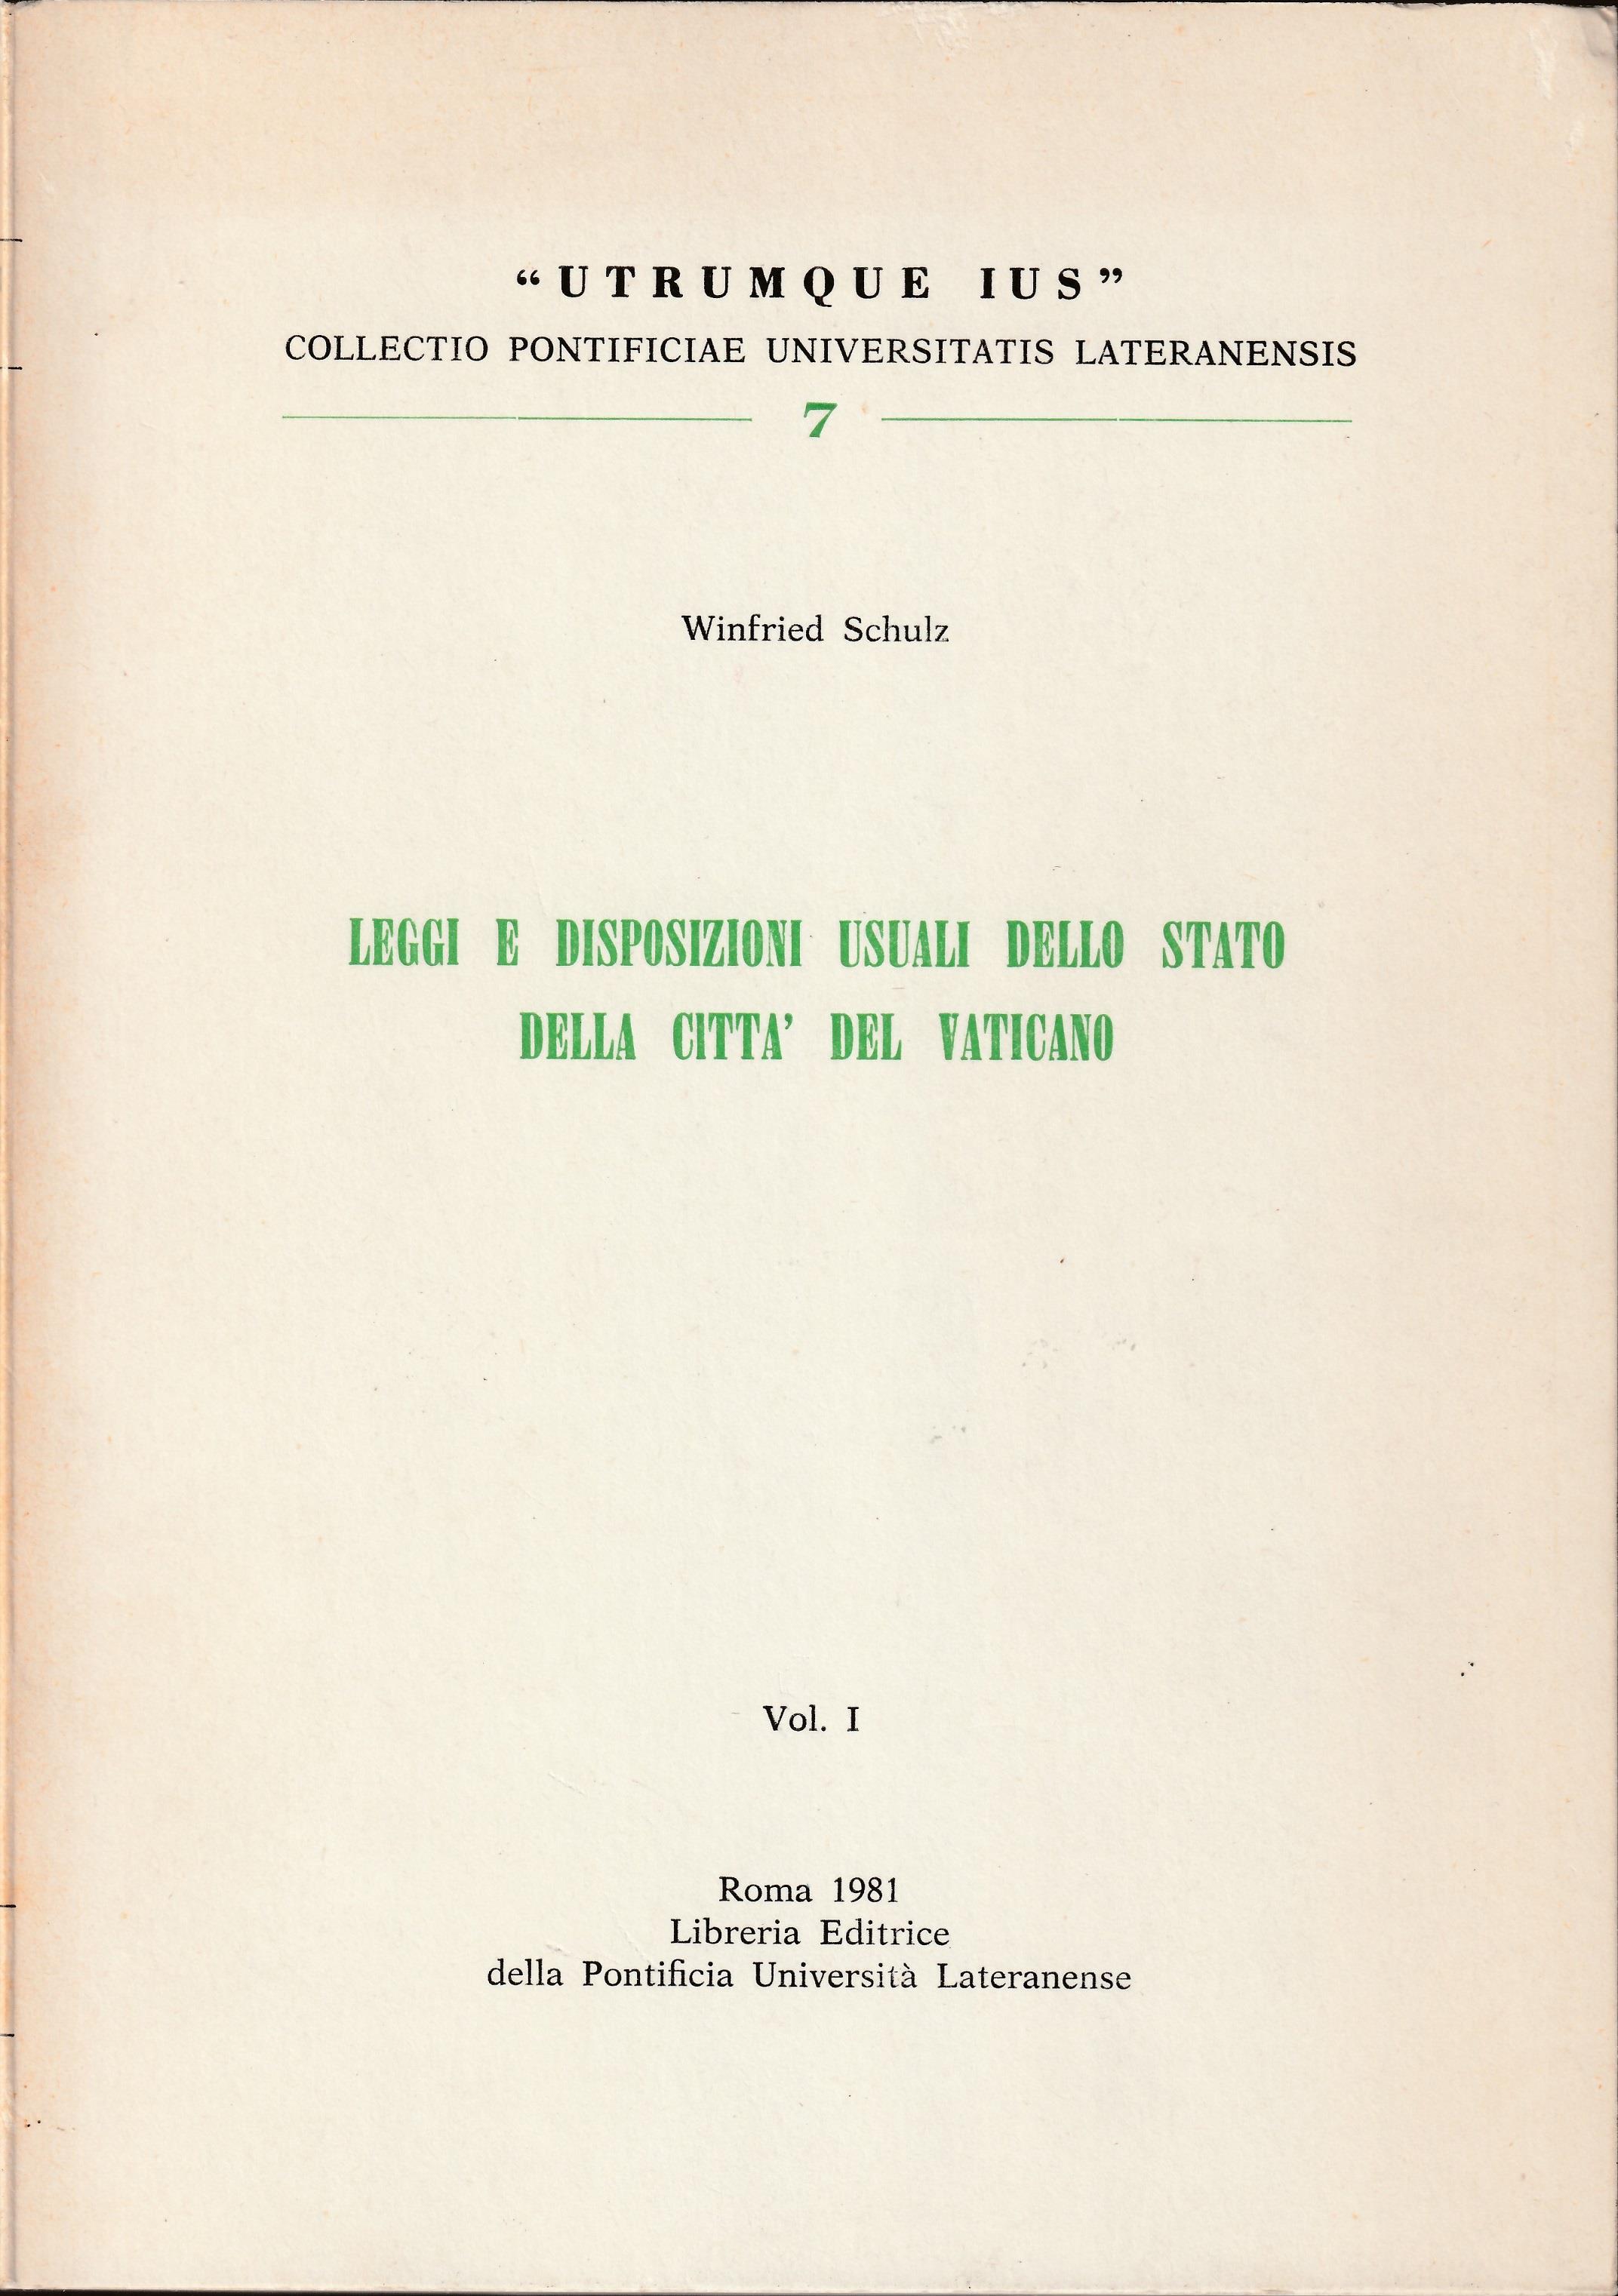 “UTRUMQUE IUS”
COLLECTIO PONTIFICIAE UNIVERSITATIS LATERANENSIS
7
Winfried Schulz
LEGGI E DISPOSIZIONI USUALI DELLO STATO
DELLA CITTA’ DEL VATICANO
Vol. I
Roma 1981
Libreria Editrice
della Pontificia Università Lateranense